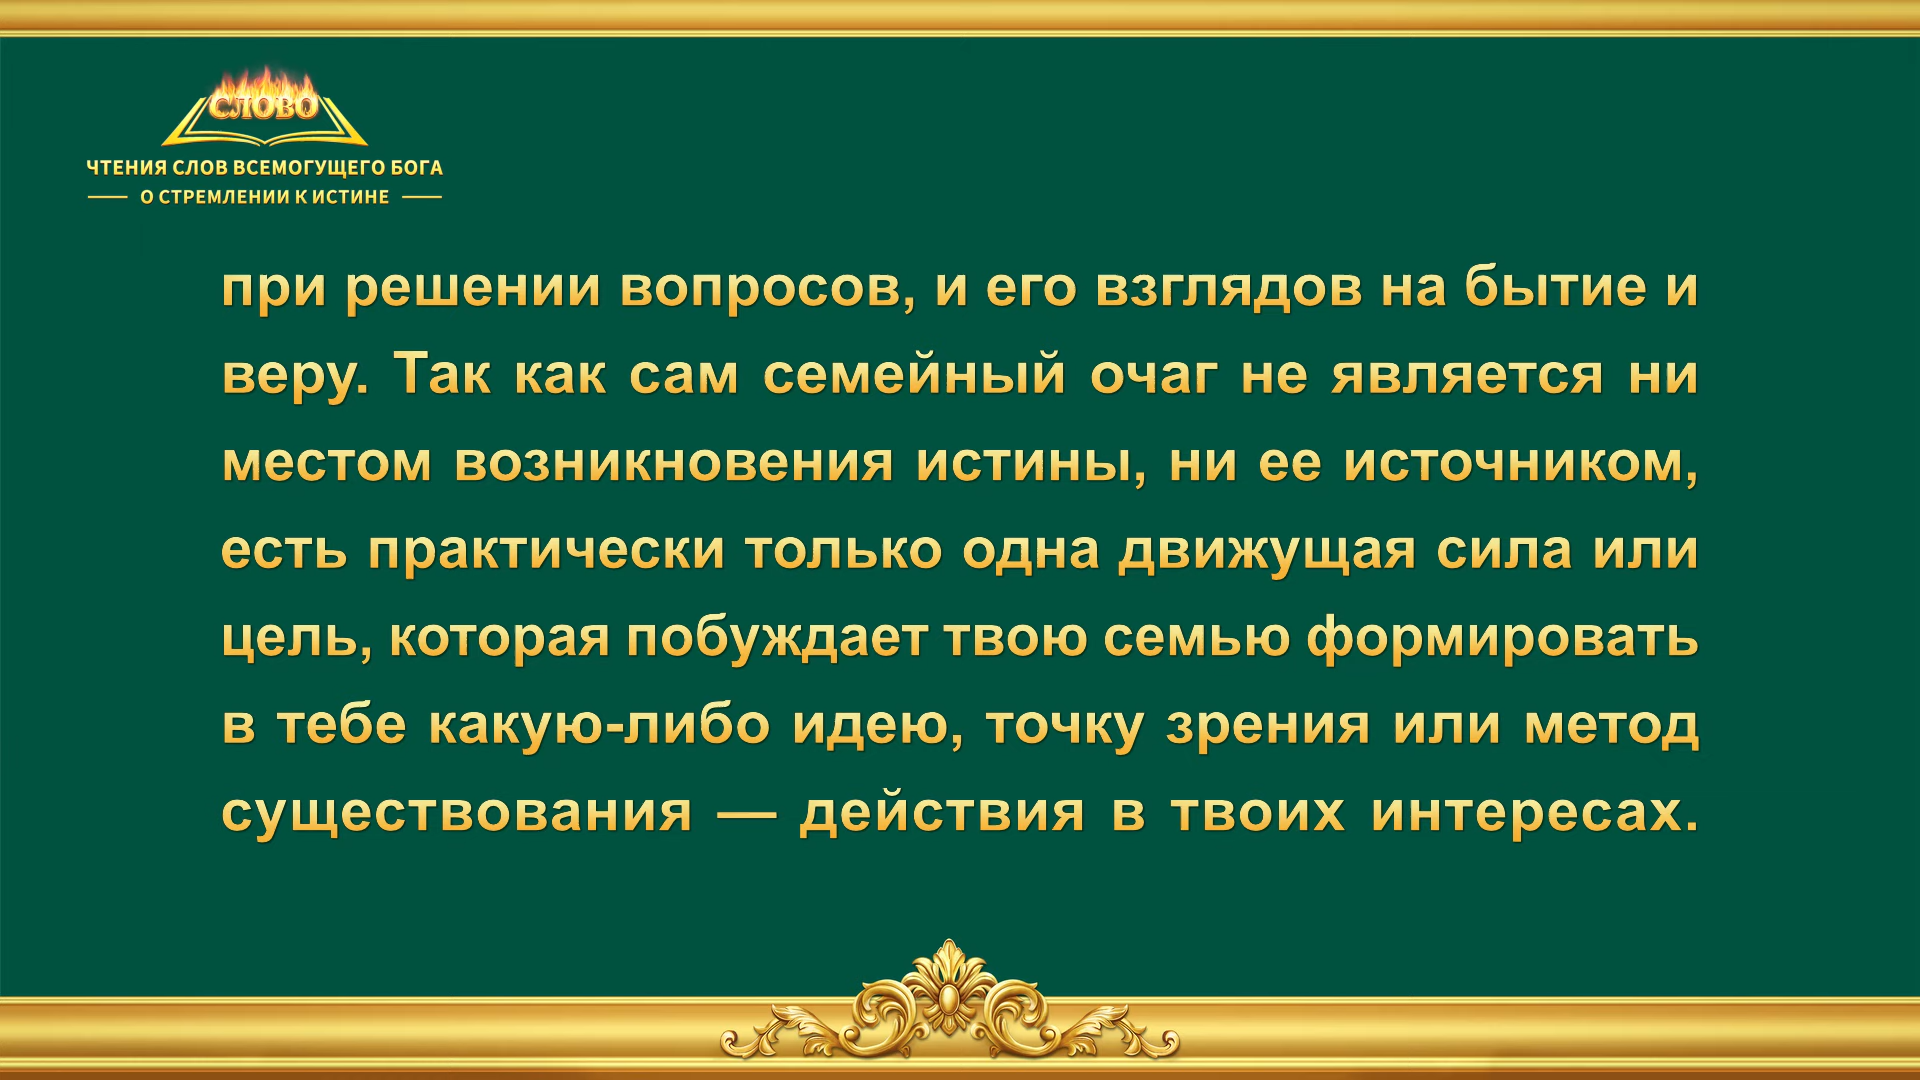 СЛОВО
ЧТЕНИЯ СЛОВ ВСЕМОГУЩЕГО БОГА
О СТРЕМЛЕНИИ К ИСТИНЕ
при решении вопросов, и его взглядов на бытие и
веру. Так как сам семейный очаг не является ни
местом возникновения истины, ни ее источником,
есть практически только одна движущая сила или
цель, которая побуждает твою семью формировать
в тебе какую-либо идею, точку зрения или метод
существования — действия в твоих интересах.